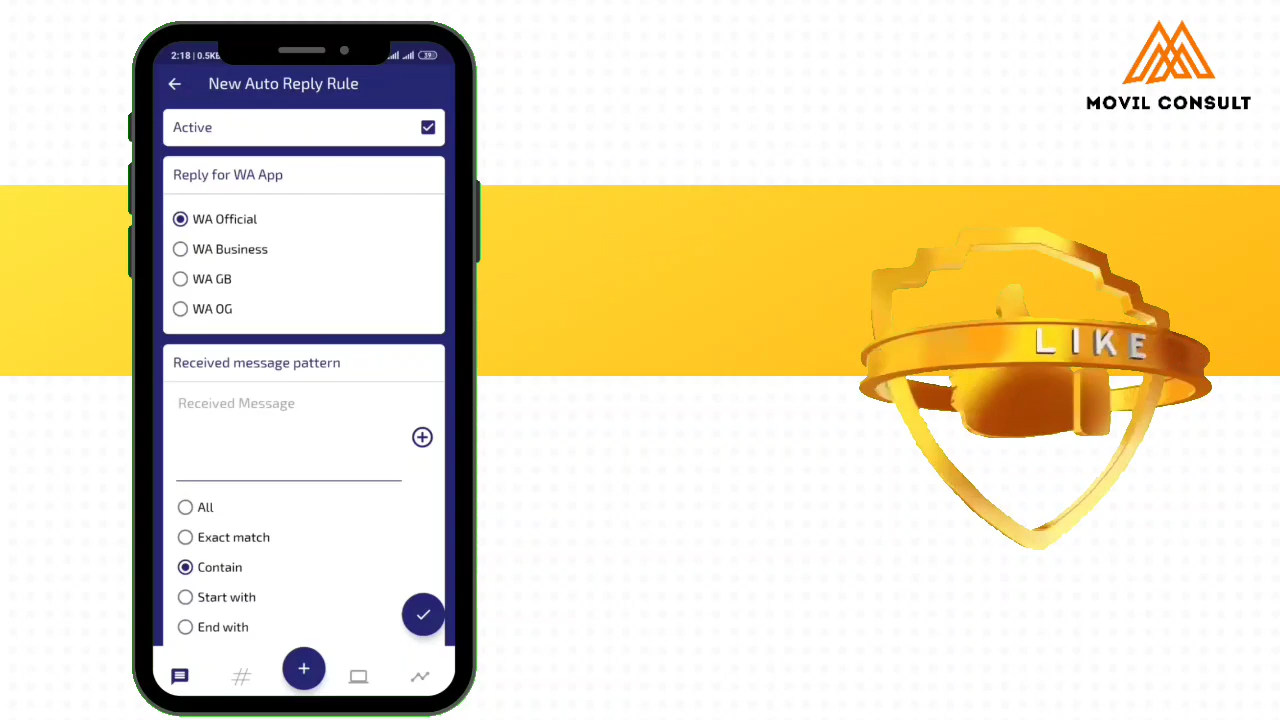 2:18 | 0.5KB
39
New Auto Reply Rule
Active
Reply for WA App
WA Official
WA Business
WA GB
WA OG
Received message pattern
Received Message
All
Exact match
Contain
Start with
End with
MOVIL CONSULT
LIKE